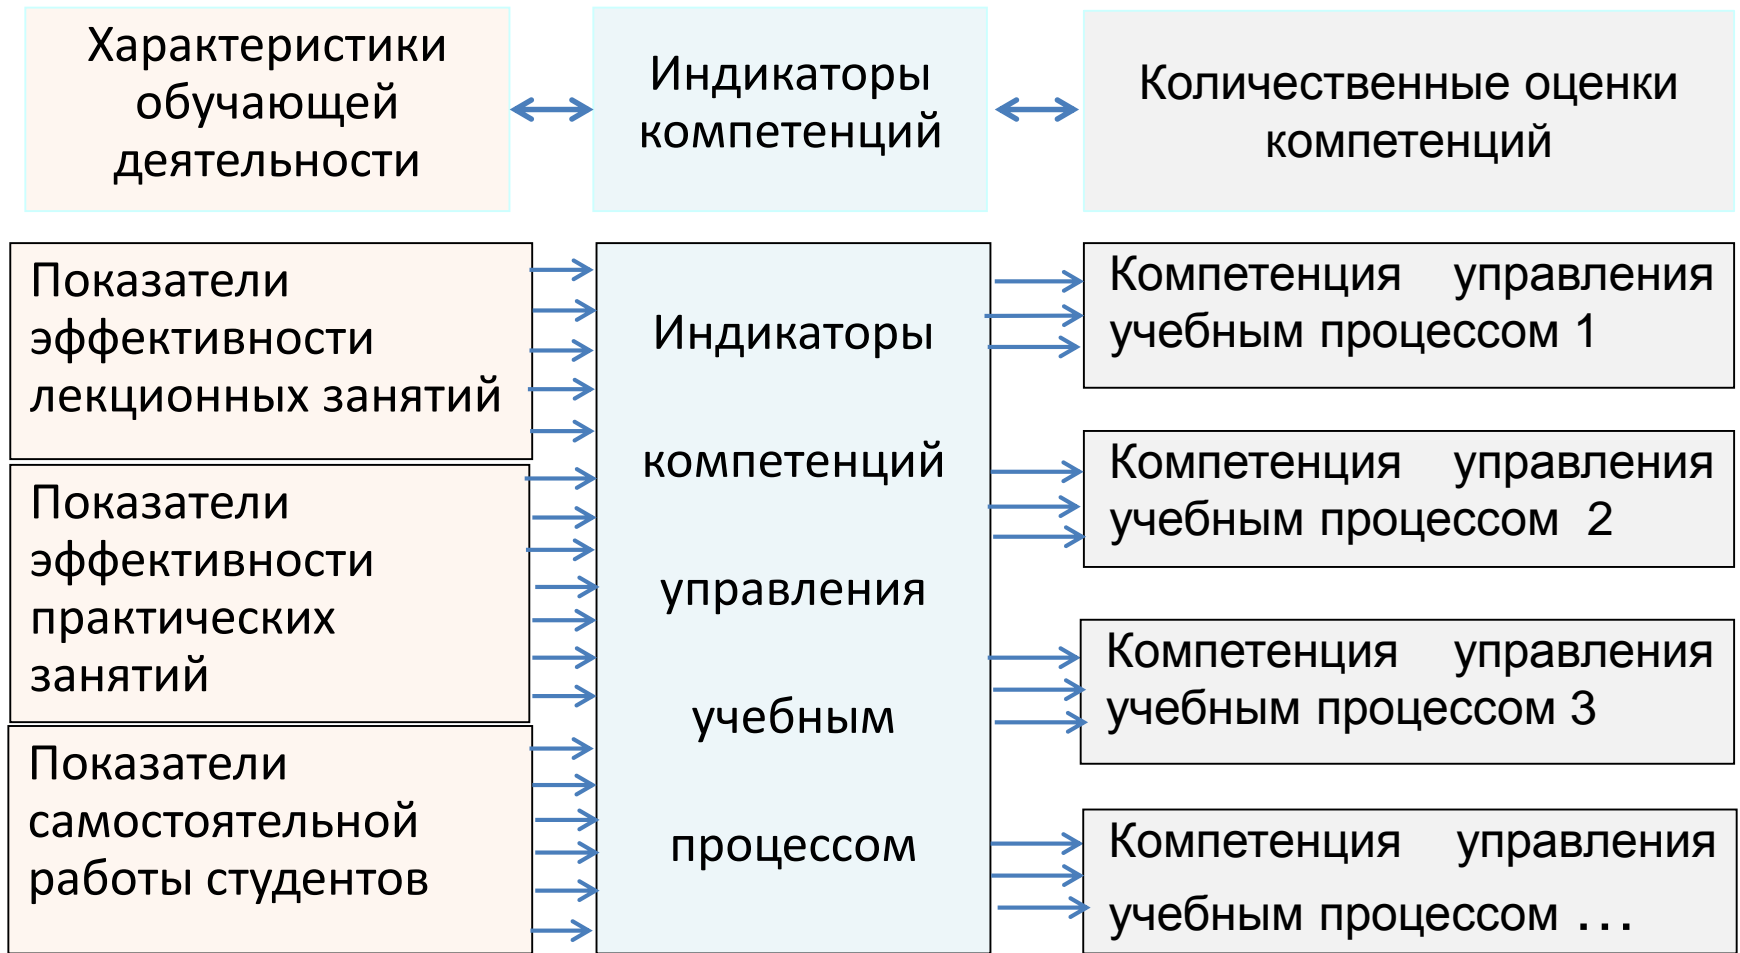 Характеристики
обучающей
деятельности
Индикаторы
компетенций
Количественные оценки
компетенций
Показатели
эффективности
лекционных занятий
Показатели
эффективности
практических
занятий
Показатели
самостоятельной
работы студентов
Индикаторы
компетенций
управления
учебным
процессом
Компетенция управления
учебным процессом 1
Компетенция управления
учебным процессом 2
Компетенция управления
учебным процессом 3
Компетенция управления
учебным процессом ...